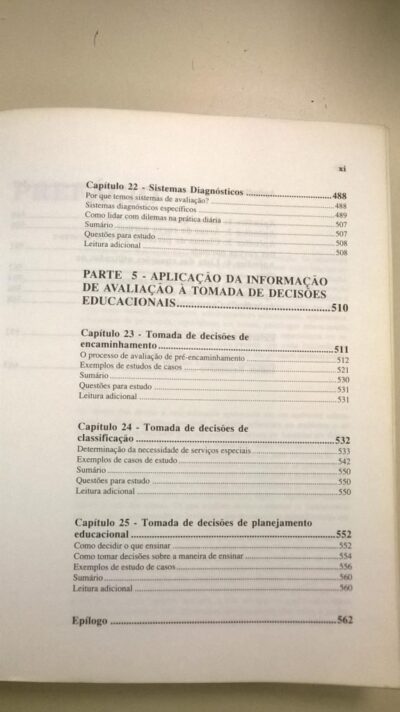 xi
Capítulo 22 - Sistemas Diagnósticos ..... 488
Por que temos sistemas de avaliação? ..... 488
Sistemas diagnósticos específicos ..... 488
Como lidar com dilemas na prática diária ..... 489
Sumário ..... 507
Questões para estudo ..... 508
Leitura adicional ..... 508
PARTE 5 - APLICAÇÃO DA INFORMAÇÃO
DE AVALIAÇÃO À TOMADA DE DECISÕES
EDUCACIONAIS ..... 510
Capítulo 23 - Tomada de decisões de
encaminhamento ..... 511
O processo de avaliação de pré-encaminhamento ..... 512
Exemplos de estudos de casos ..... 521
Sumário ..... 530
Questões para estudo ..... 531
Leitura adicional ..... 531
Capítulo 24 - Tomada de decisões de
classificação ..... 532
Determinação da necessidade de serviços especiais ..... 533
Exemplos de casos de estudo ..... 542
Sumário ..... 550
Questões para estudo ..... 550
Leitura adicional ..... 550
Capítulo 25 - Tomada de decisões de planejamento
educacional ..... 552
Como decidir o que ensinar ..... 552
Como tomar decisões sobre a maneira de ensinar ..... 554
Exemplos de estudo de casos ..... 556
Sumário ..... 560
Leitura adicional ..... 560
Epílogo ..... 562